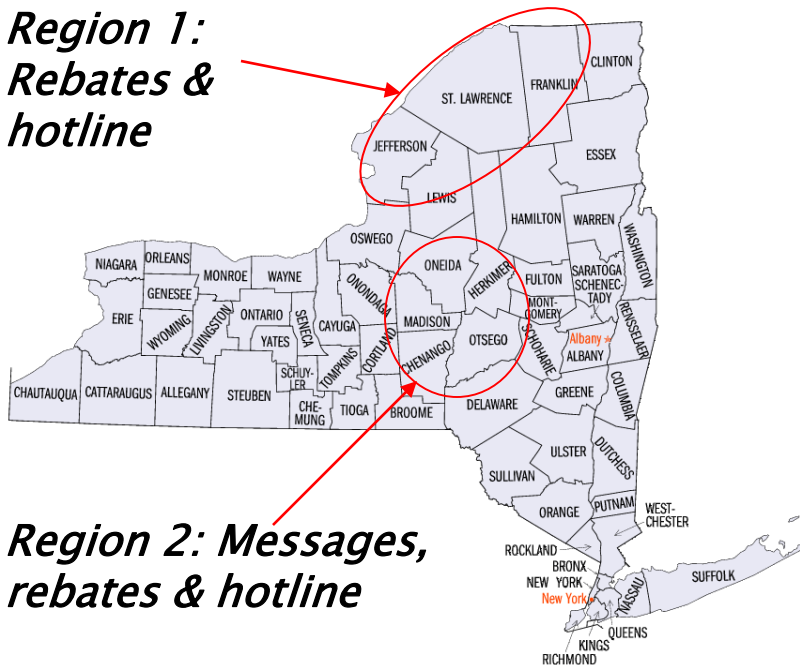 Region 1:
Rebates &
hotline
CLINTON
FRANKLIN
ST. LAWRENCE
JEFFERSON
ESSEX
LEWIS
HAMILTON
WARREN
WASHINGTON
OSWEGO
ONEIDA
HERKIMER
NIAGARA
ORLEANS
MONROE
WAYNE
ONONDAGA
FULTON
SARATOGA
SCHENEC-
TADY
GENESEE
MONT-
GOMERY
ERIE
WYOMING
LIVINGSTON
ONTARIO
SENECA
CAYUGA
MADISON
RENSSELAER
YATES
CORTLAND
CHENANGO
OTSEGO
SCHOHARIE
Albany
ALBANY
SCHUY-
LER
TOMPKINS
CHAUTAUQUA
CATTARAUGUS
ALLEGANY
STEUBEN
CHE-
MUNG
TIOGA
BROOME
DELAWARE
GREENE
COLUMBIA
ULSTER
DUTCHESS
SULLIVAN
ORANGE
PUTNAM
WEST-
CHESTER
Region 2: Messages,
rebates & hotline
ROCKLAND
BRONX
NEW YORK
New York
NASSAU
SUFFOLK
QUEENS
KINGS
RICHMOND